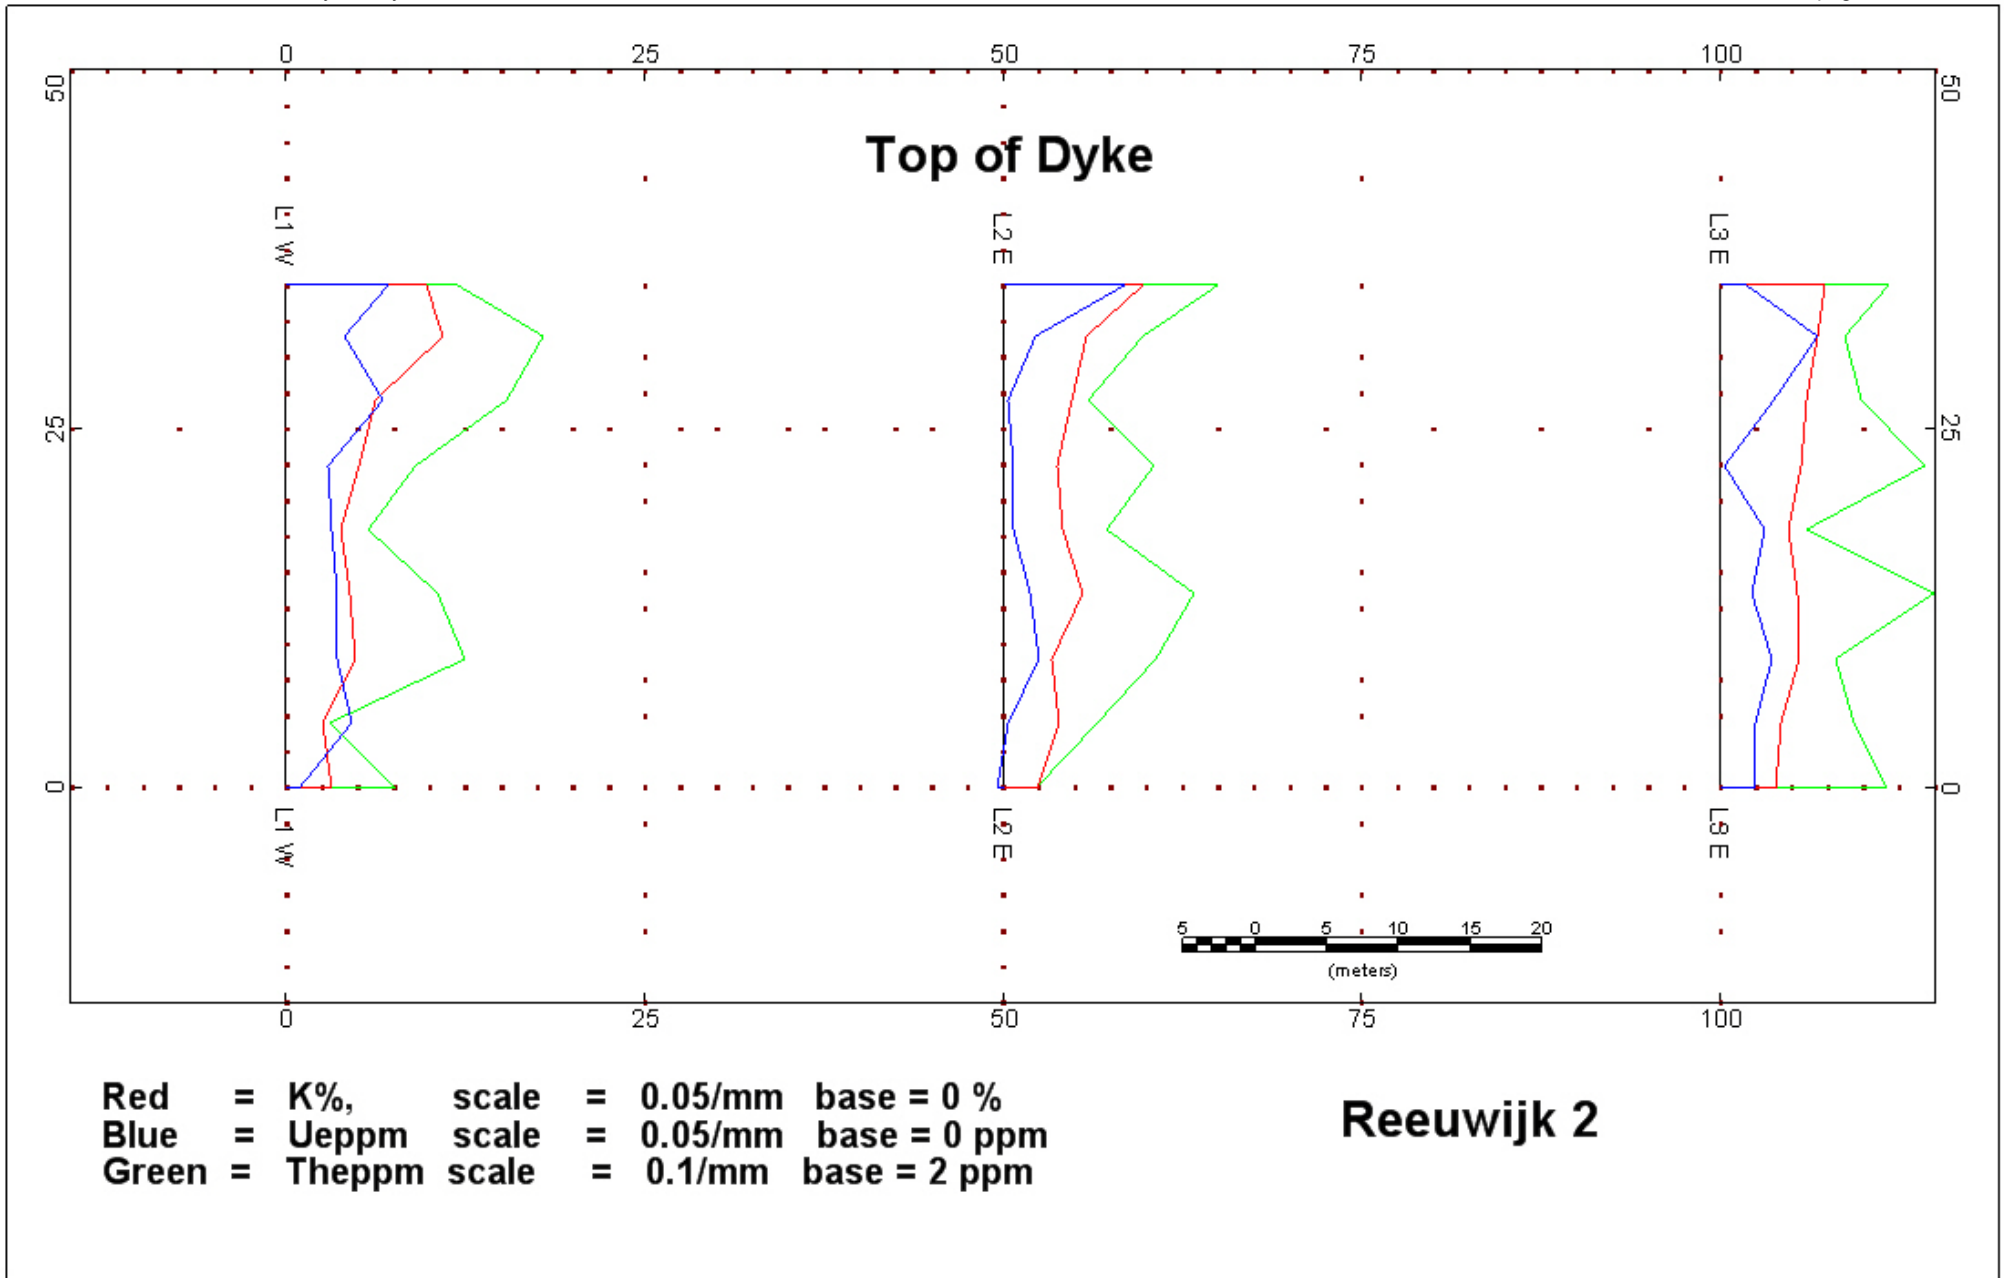 0 25 50 75 100
50 50
Top of Dyke
L1 W L2 E L3 E
25 25
0 0
L1 W L2 E L3 E
5 0 5 10 15 20
(meters)
0 25 50 75 100
Red = K%, scale = 0.05/mm base = 0 %
Blue = Ueppm scale = 0.05/mm base = 0 ppm
Green = Theppm scale = 0.1/mm base = 2 ppm
Reeuwijk 2